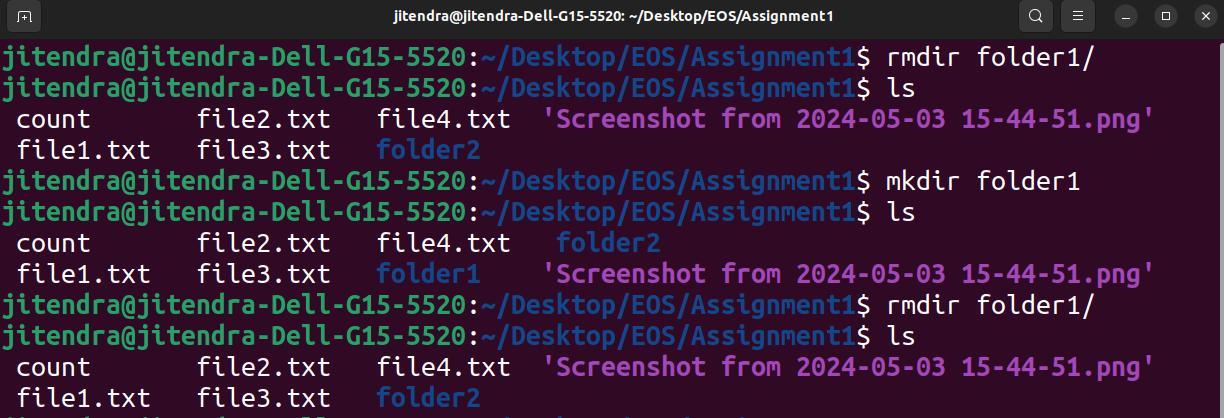 jitendra@jitendra-Dell-G15-5520: ~/Desktop/EOS/Assignment1
jitendra@jitendra-Dell-G15-5520:~/Desktop/EOS/Assignment1$ rmdir folder1/
jitendra@jitendra-Dell-G15-5520:~/Desktop/EOS/Assignment1$ ls
count file2.txt file4.txt 'Screenshot from 2024-05-03 15-44-51.png'
file1.txt file3.txt folder2
jitendra@jitendra-Dell-G15-5520:~/Desktop/EOS/Assignment1$ mkdir folder1
jitendra@jitendra-Dell-G15-5520:~/Desktop/EOS/Assignment1$ ls
count file2.txt file4.txt folder2
file1.txt file3.txt folder1 'Screenshot from 2024-05-03 15-44-51.png'
jitendra@jitendra-Dell-G15-5520:~/Desktop/EOS/Assignment1$ rmdir folder1/
jitendra@jitendra-Dell-G15-5520:~/Desktop/EOS/Assignment1$ ls
count file2.txt file4.txt 'Screenshot from 2024-05-03 15-44-51.png'
file1.txt file3.txt folder2